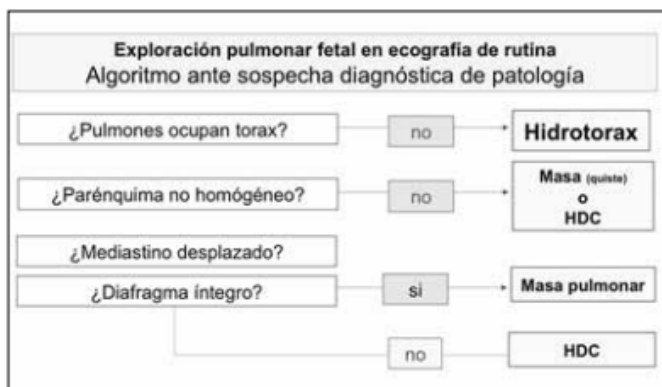 Exploración pulmonar fetal en ecografía de rutina
Algoritmo ante sospecha diagnóstica de patología
¿Pulmones ocupan torax?
no
Hidrotorax
¿Parénquima no homógéneo?
no
Masa (quiste)
o
HDC
¿Mediastino desplazado?
¿Diafragma íntegro?
si
Masa pulmonar
no
HDC